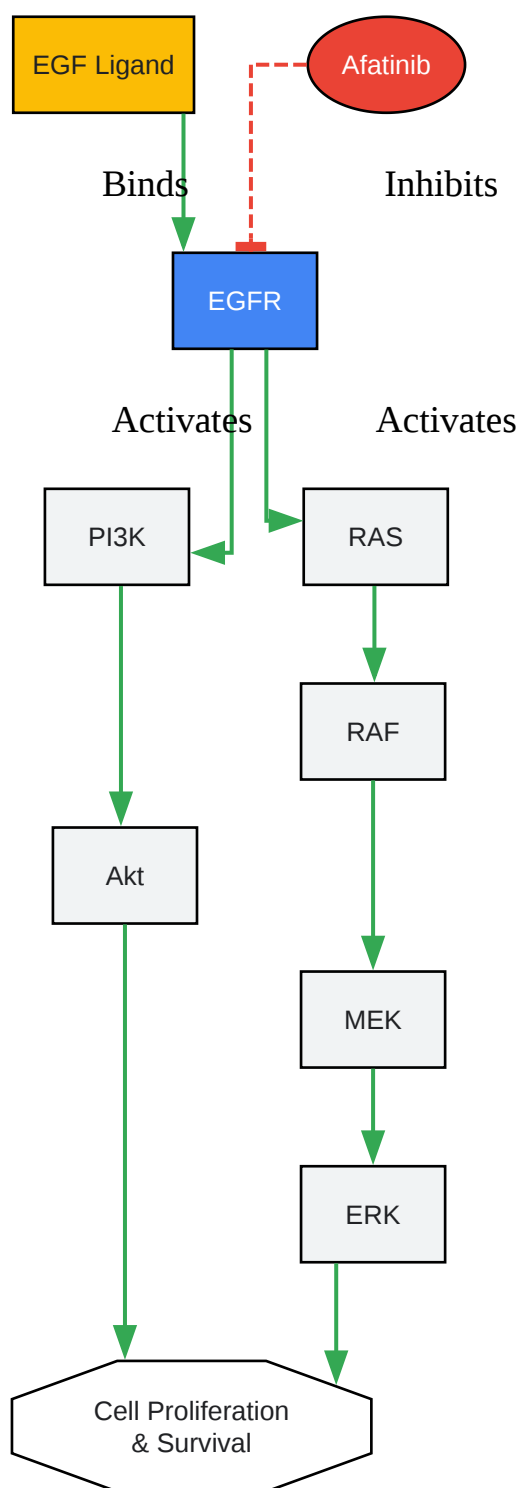 EGF Ligand
Afatinib
Binds
Inhibits
EGFR
Activates
Activates
PI3K
RAS
RAF
Akt
MEK
ERK
Cell Proliferation
& Survival